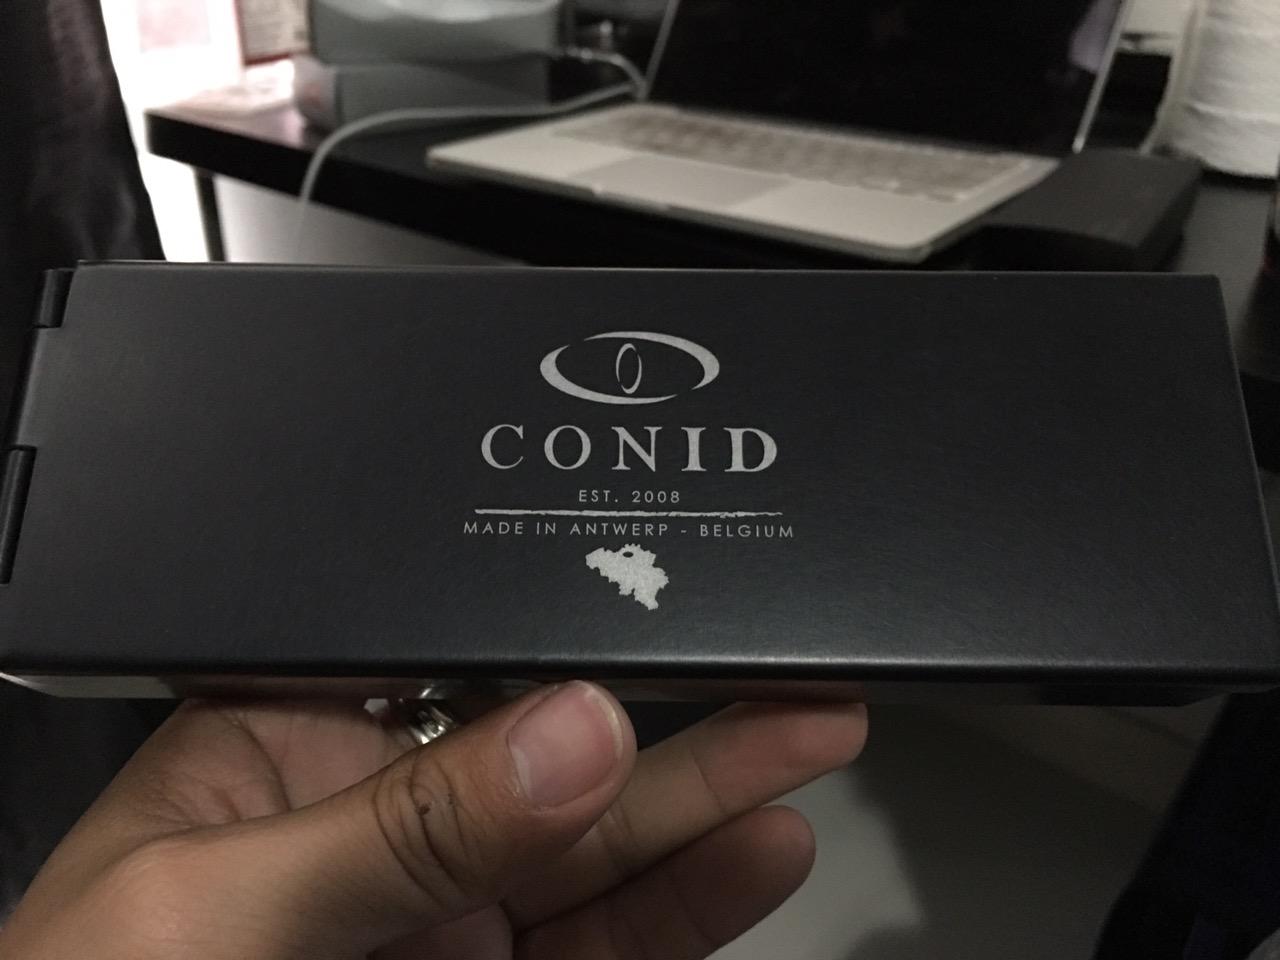 CONID
EST. 2008
MADE IN ANTWERP - BELGIUM